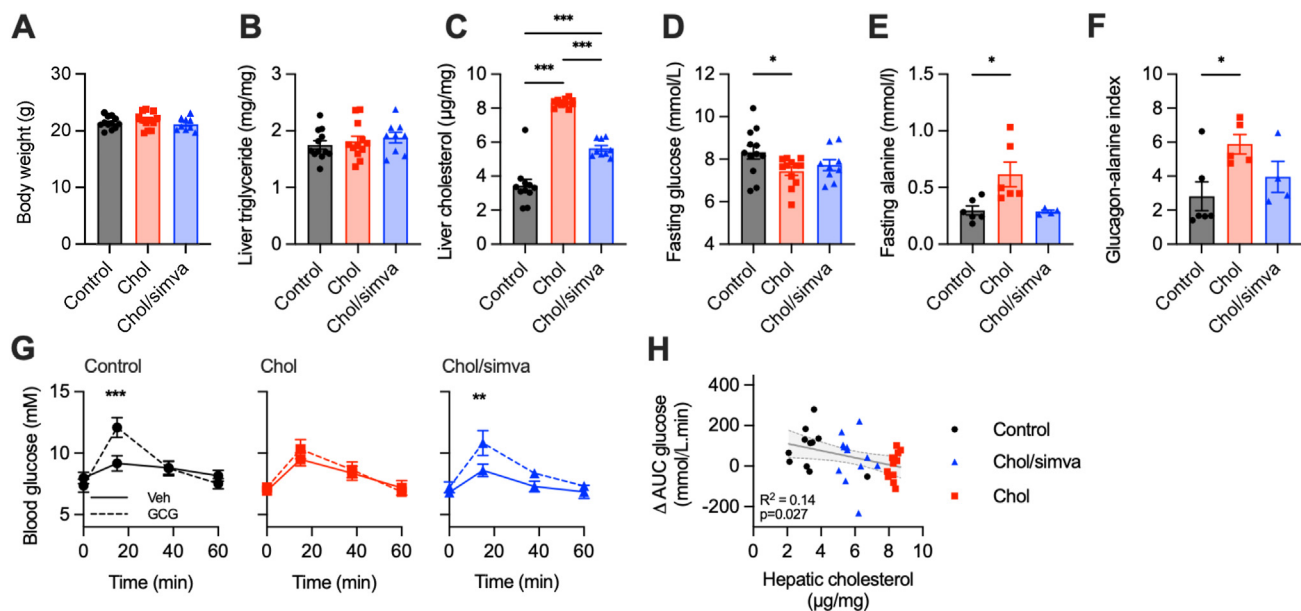 A
Body weight (g)
30
20
10
0
Control
Chol
Chol/simva
B
Liver triglyceride (mg/mg)
3
2
1
0
Control
Chol
Chol/simva
C
Liver cholesterol (µg/mg)
***
***
***
10
8
6
4
2
0
Control
Chol
Chol/simva
D
Fasting glucose (mmol/L)
*
12
10
8
6
4
Control
Chol
Chol/simva
E
Fasting alanine (mmol/l)
*
1.5
1.0
0.5
0.0
Control
Chol
Chol/simva
F
Glucagon-alanine index
*
10
8
6
4
2
0
Control
Chol
Chol/simva
G
Control
Blood glucose (mM)
15
10
5
***
Veh
GCG
0 20 40 60
Time (min)
Chol
0 20 40 60
Time (min)
Chol/simva
**
0 20 40 60
Time (min)
H
Δ AUC glucose
(mmol/L.min)
400
200
0
-200
R² = 0.14
p=0.027
0 2 4 6 8 10
Hepatic cholesterol
(µg/mg)
Control
Chol/simva
Chol